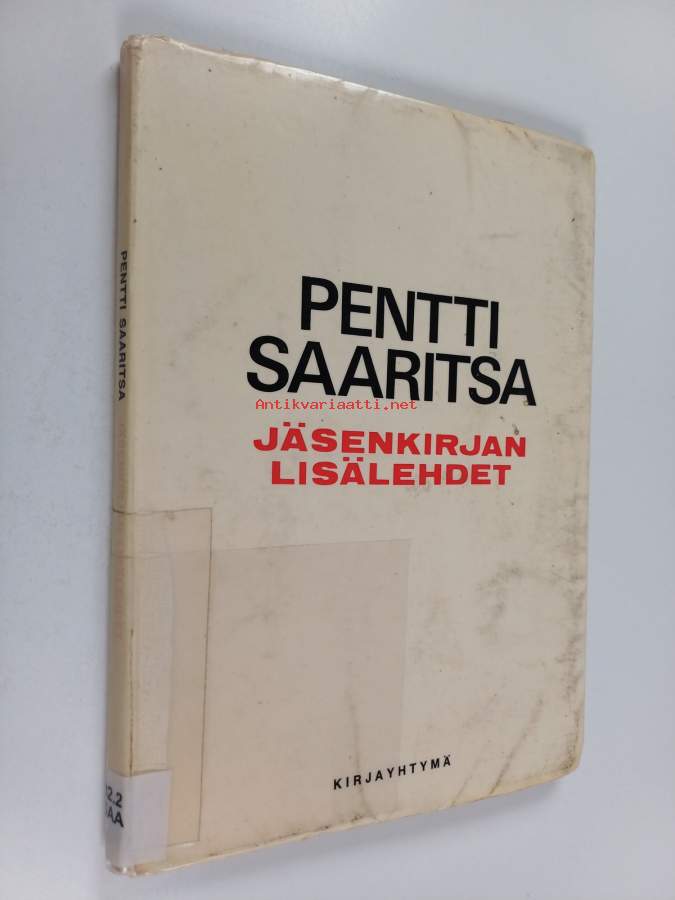 PENTTI SAARITSA
PENTTI
SAARITSA
Antikvariaatti.net
JÄSENKIRJAN
LISÄLEHDET
KIRJAYHTYMÄ